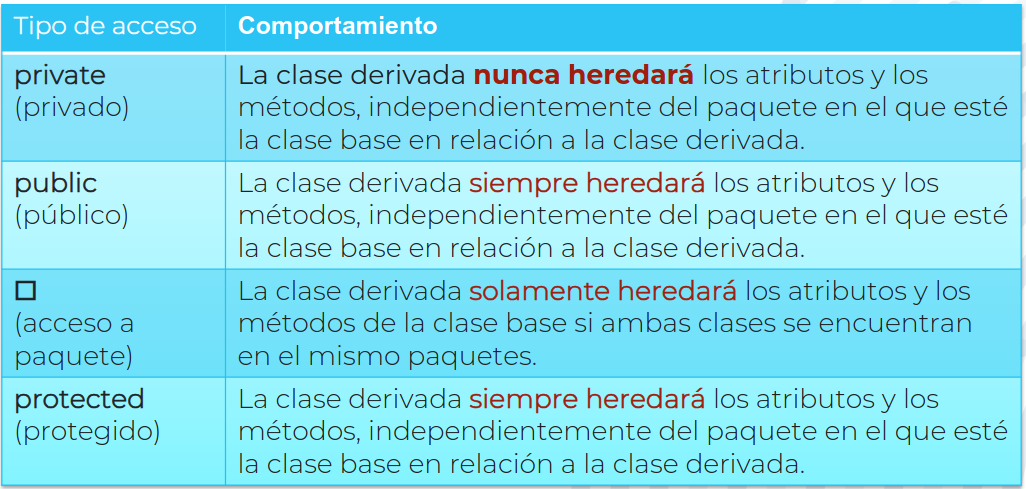 Tipo de acceso Comportamiento
private
(privado)
La clase derivada nunca heredará los atributos y los
métodos, independientemente del paquete en el que esté
la clase base en relación a la clase derivada.
public
(público)
La clase derivada siempre heredará los atributos y los
métodos, independientemente del paquete en el que esté
la clase base en relación a la clase derivada.
□
(acceso a
paquete)
La clase derivada solamente heredará los atributos y los
métodos de la clase base si ambas clases se encuentran
en el mismo paquetes.
protected
(protegido)
La clase derivada siempre heredará los atributos y los
métodos, independientemente del paquete en el que esté
la clase base en relación a la clase derivada.